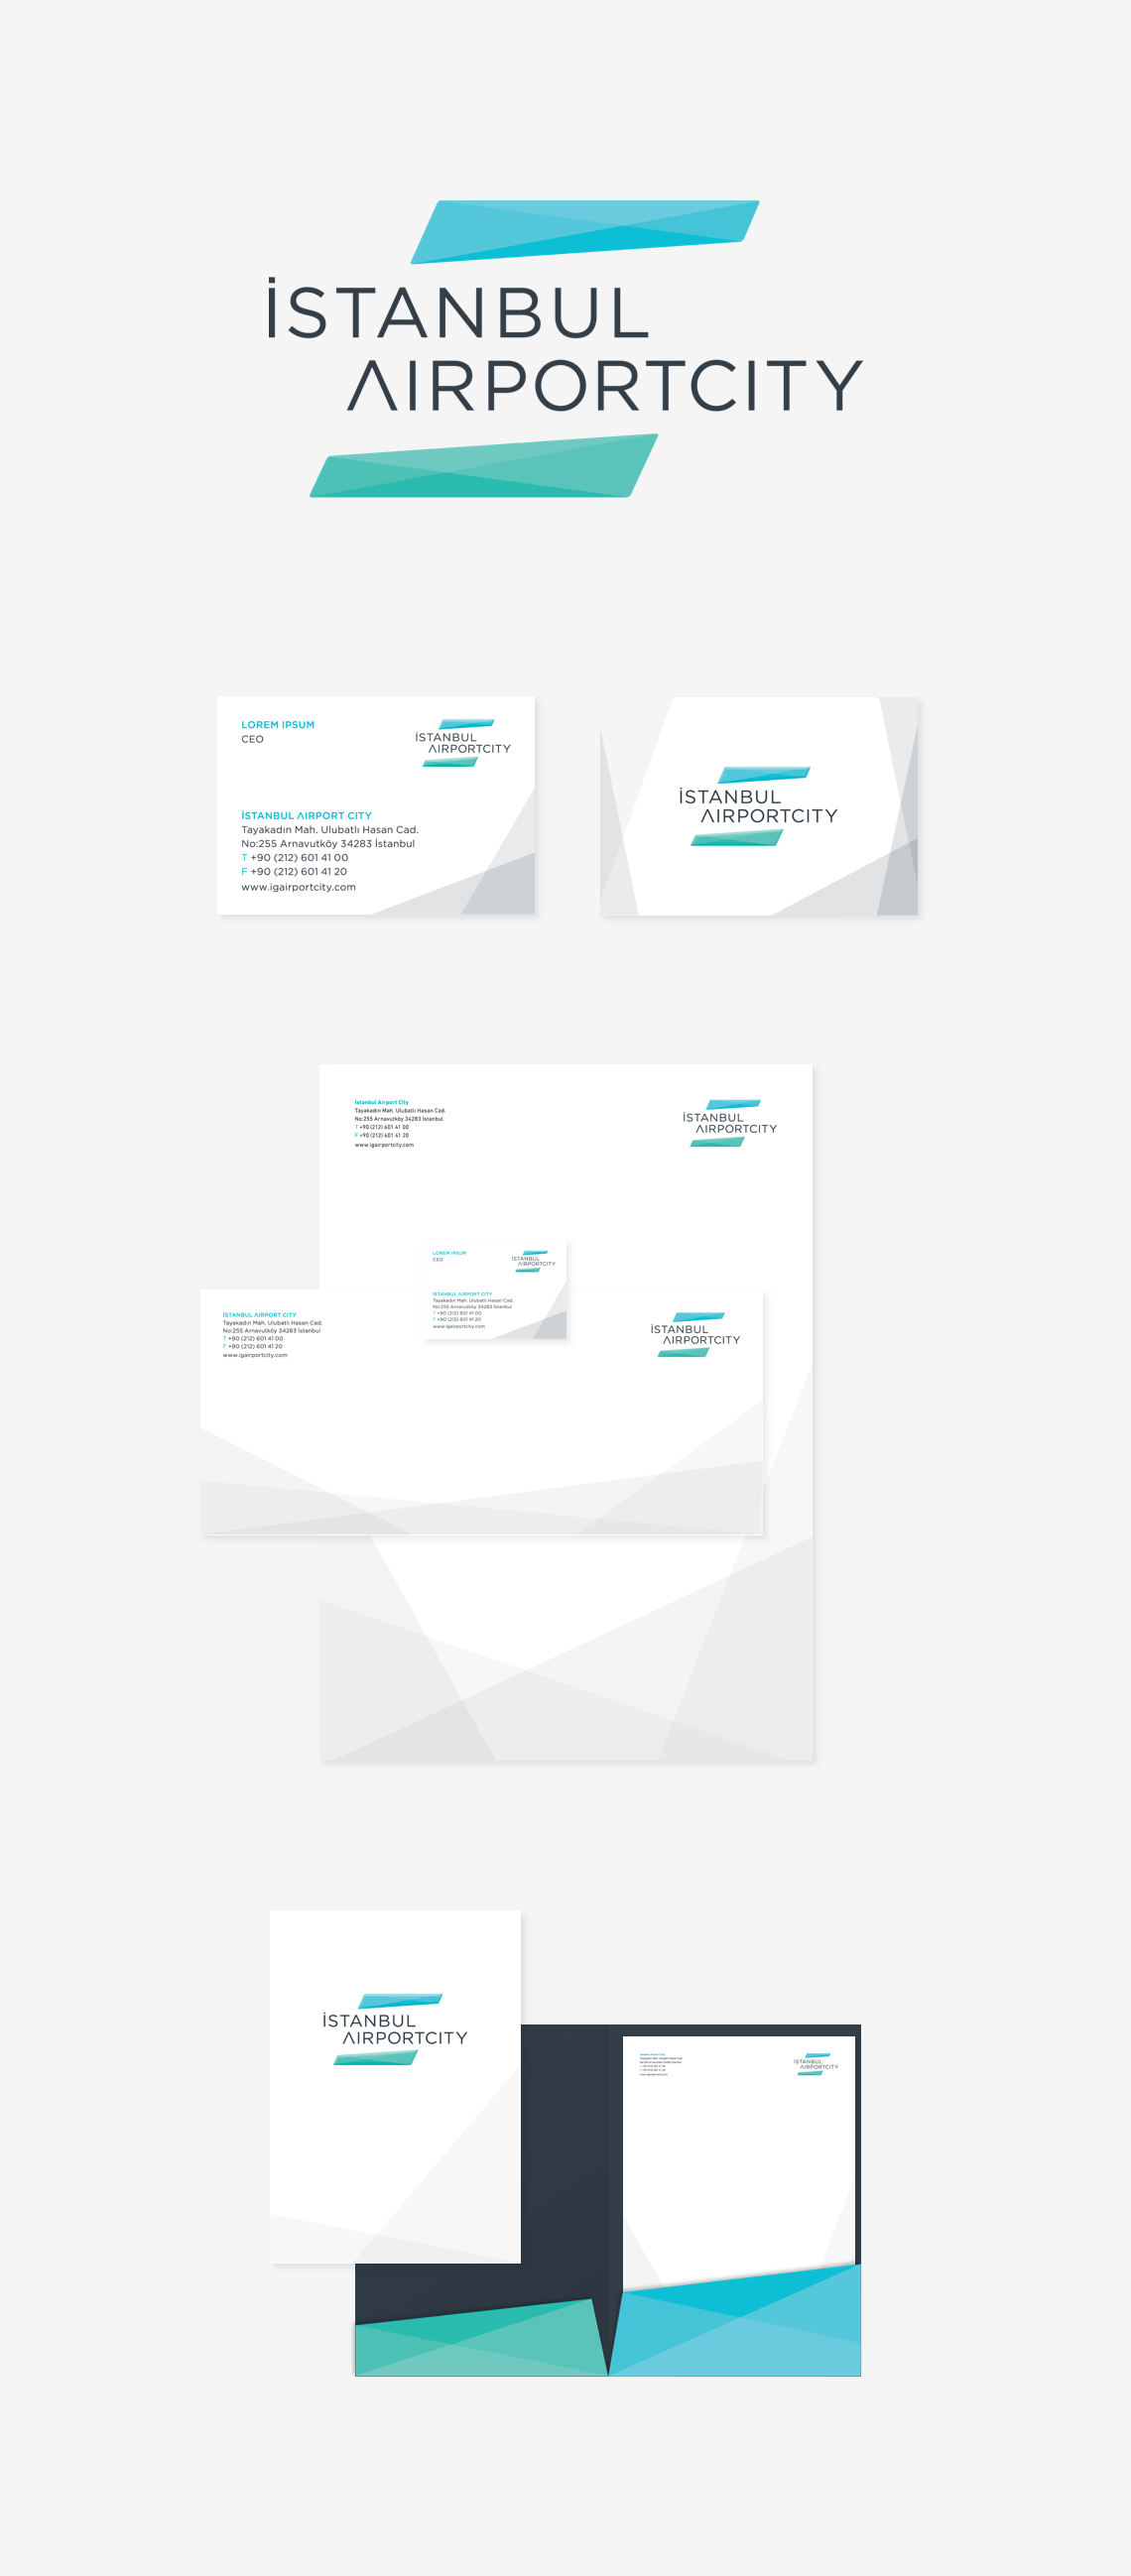 İSTANBUL
ΛIRPORTCITY
LOREM IPSUM
CEO
İSTANBUL
ΛIRPORTCITY
İSTANBUL ΛIRPORT CITY
Tayakadın Mah. Ulubatlı Hasan Cad.
No:255 Arnavutköy 34283 İstanbul
T +90 (212) 601 41 00
F +90 (212) 601 41 20
www.igairportcity.com
İSTANBUL
ΛIRPORTCITY
İstanbul Airport City
Tayakadın Mah. Ulubatlı Hasan Cad.
No:255 Arnavutköy 34283 İstanbul
T +90 (212) 601 41 00
F +90 (212) 601 41 20
www.igairportcity.com
İSTANBUL
ΛIRPORTCITY
LOREM IPSUM
CEO
İSTANBUL
ΛIRPORTCITY
İSTANBUL ΛIRPORT CITY
Tayakadın Mah. Ulubatlı Hasan Cad.
No:255 Arnavutköy 34283 İstanbul
T +90 (212) 601 41 00
F +90 (212) 601 41 20
www.igairportcity.com
İSTANBUL ΛIRPORT CITY
Tayakadın Mah. Ulubatlı Hasan Cad.
No:255 Arnavutköy 34283 İstanbul
T +90 (212) 601 41 00
F +90 (212) 601 41 20
www.igairportcity.com
İSTANBUL
ΛIRPORTCITY
İSTANBUL
ΛIRPORTCITY
İSTANBUL
ΛIRPORTCITY